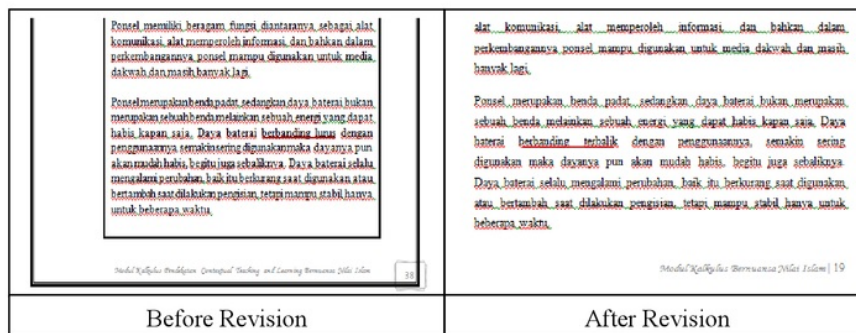 Ponsel memiliki beragam fungsi diantaranya sebagai alat
komunikasi, alat memperoleh informasi, dan bahkan dalam
perkembangannya ponsel mampu digunakan untuk media
dakwah dan masih banyak lagi.
Ponsel merupakan benda padat, sedangkan daya baterai bukan
merupakan sebuah benda melainkan sebuah energi yang dapat
habis kapan saja. Daya baterai berbanding lurus dengan
penggunaannya, semakin sering digunakan maka dayanya pun
akan mudah habis, begitu juga sebaliknya. Daya baterai selalu
mengalami perubahan, baik itu berkurang saat digunakan atau
bertambah saat dilakukan pengisian, tetapi mampu stabil hanya
untuk beberapa waktu.
Modul Kalkulus Pendekatan Contextual Teaching and Learning Bernuansa Nilai Islam
38
Before Revision
alat komunikasi, alat memperoleh informasi, dan bahkan dalam
perkembangannya ponsel mampu digunakan untuk media dakwah dan masih
banyak lagi.
Ponsel merupakan benda padat, sedangkan daya baterai bukan merupakan
sebuah benda melainkan sebuah energi yang dapat habis kapan saja. Daya
baterai berbanding terbalik dengan penggunaannya, semakin sering
digunakan maka dayanya pun akan mudah habis, begitu juga sebaliknya.
Daya baterai selalu mengalami perubahan, baik itu berkurang saat digunakan
atau bertambah saat dilakukan pengisian, tetapi mampu stabil hanya untuk
beberapa waktu.
Modul Kalkulus Bernuansa Nilai Islam | 19
After Revision